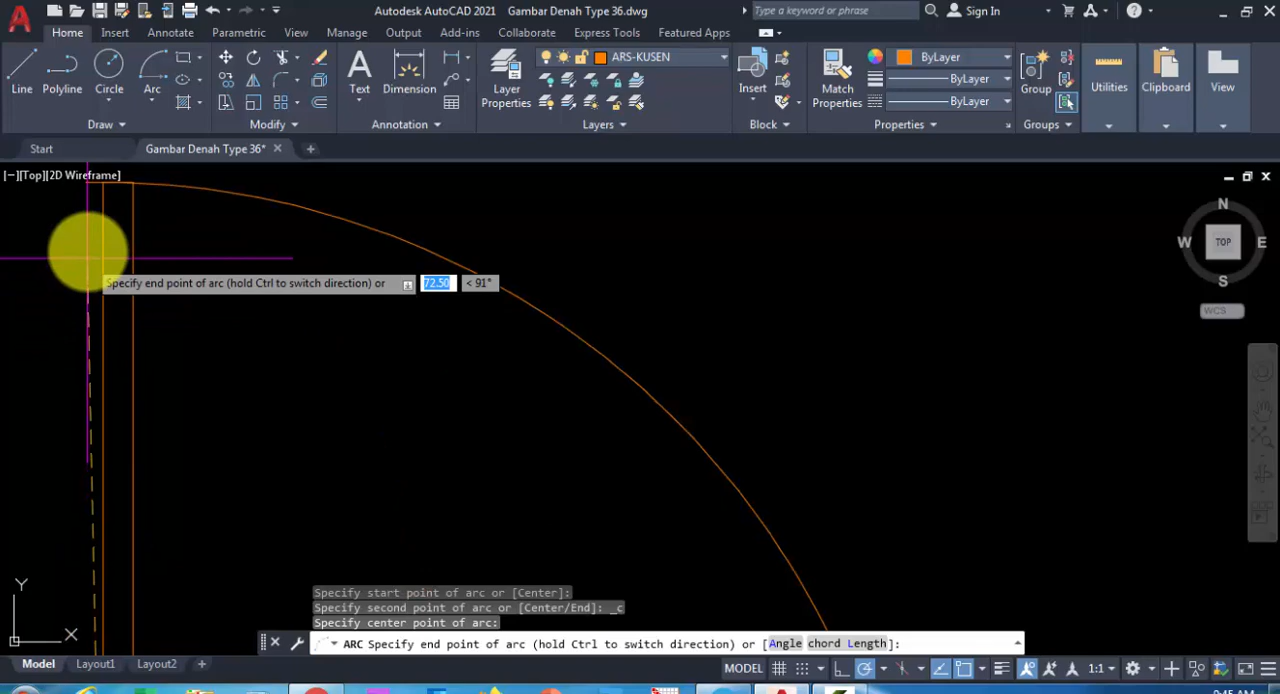 Autodesk AutoCAD 2021 Gambar Denah Type 36.dwg
Type a keyword or phrase
Sign In
Home Insert Annotate Parametric View Manage Output Add-ins Collaborate Express Tools Featured Apps
Line Polyline Circle Arc
Text Dimension
Layer Properties
ARS-KUSEN
Insert
Match Properties
ByLayer
ByLayer
ByLayer
Group
Utilities
Clipboard
View
Draw Modify Annotation Layers Block Properties Groups
Start Gambar Denah Type 36*
[−][Top][2D Wireframe]
N
W TOP E
S
WCS
Specify end point of arc (hold Ctrl to switch direction) or 72.50 < 91°
Y
X
Specify start point of arc or [Center]:
Specify second point of arc or [Center/End]: _c
Specify center point of arc:
ARC Specify end point of arc (hold Ctrl to switch direction) or [Angle chord Length]:
Model Layout1 Layout2 +
MODEL 1:1